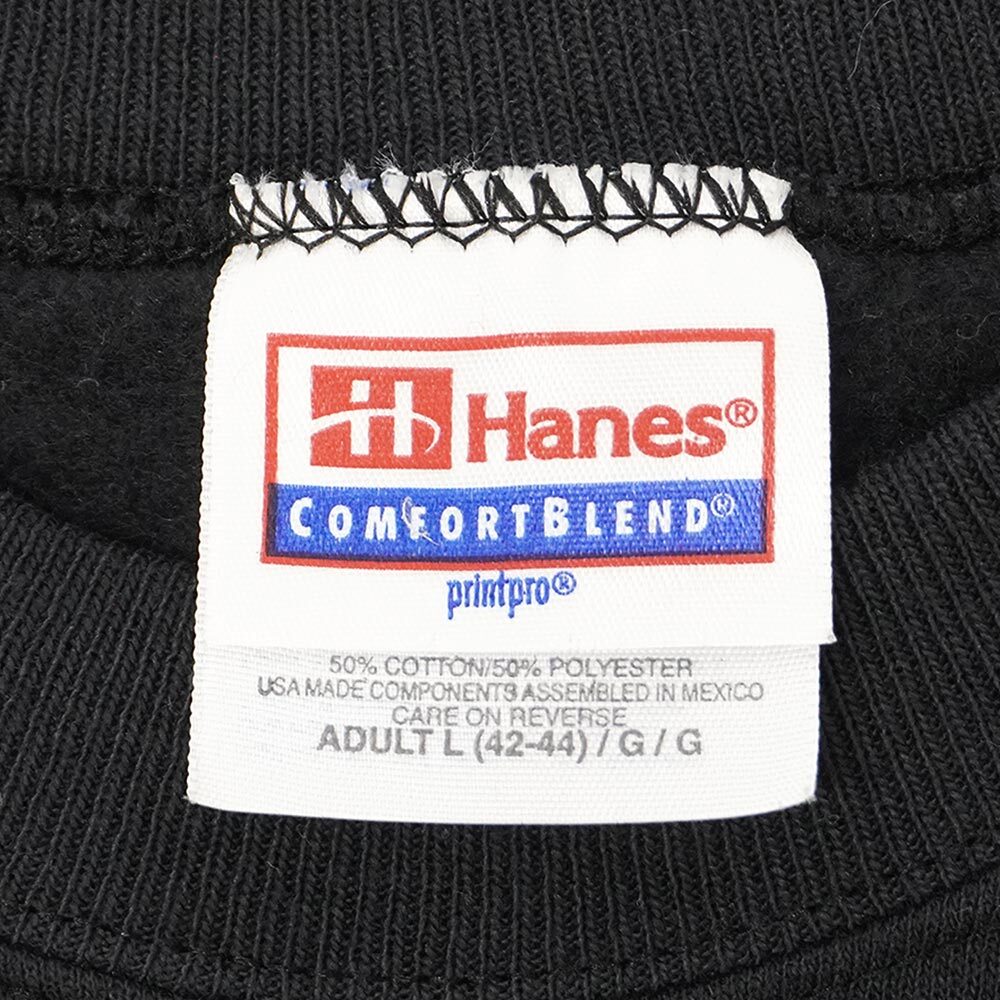 Hanes®
COMFORTBLEND®
printpro®
50% COTTON/50% POLYESTER
USA MADE COMPONENTS ASSEMBLED IN MEXICO
CARE ON REVERSE
ADULT L (42-44) / G / G